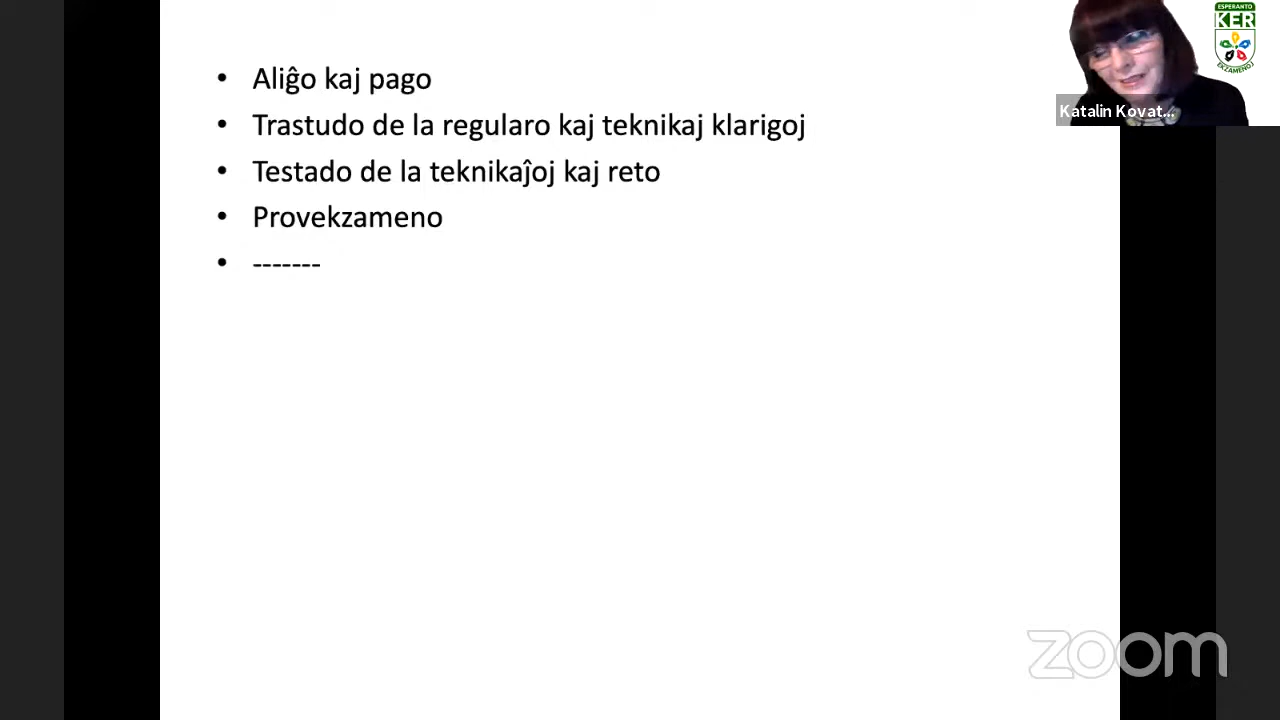 • Aliĝo kaj pago
• Trastudo de la regularo kaj teknikaj klarigoj
• Testado de la teknikaĵoj kaj reto
• Provekzameno
• -------
ESPERANTO
KER
EKZAMENOJ
Katalin Kovat...
zoom